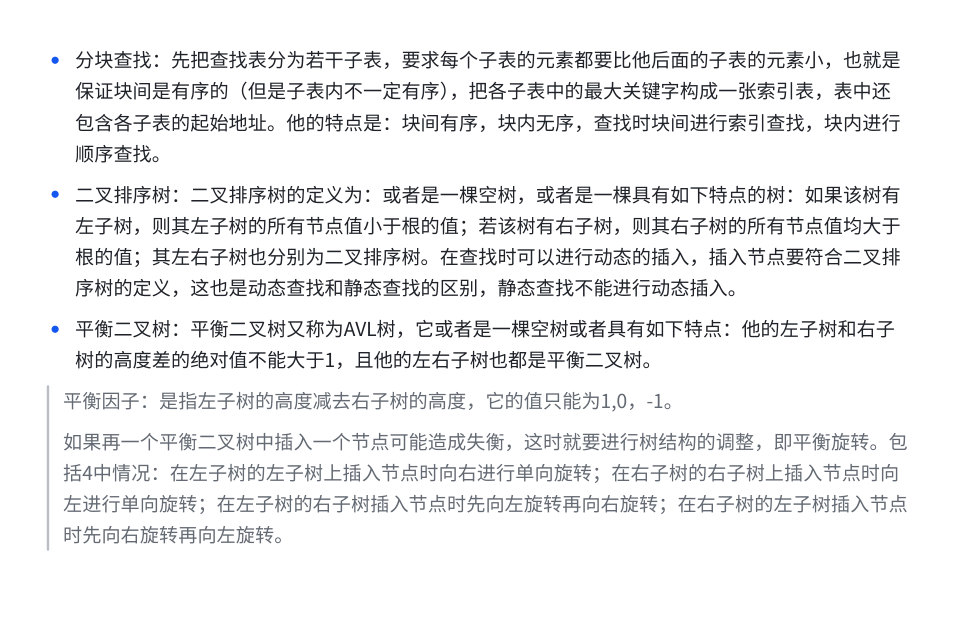 分块查找：先把查找表分为若干子表，要求每个子表的元素都要比他后面的子表的元素小，也就是
保证块间是有序的（但是子表内不一定有序），把各子表中的最大关键字构成一张索引表，表中还
包含各子表的起始地址。他的特点是：块间有序，块内无序，查找时块间进行索引查找，块内进行
顺序查找。
二叉排序树：二叉排序树的定义为：或者是一棵空树，或者是一棵具有如下特点的树：如果该树有
左子树，则其左子树的所有节点值小于根的值；若该树有右子树，则其右子树的所有节点值均大于
根的值；其左右子树也分别为二叉排序树。在查找时可以进行动态的插入，插入节点要符合二叉排
序树的定义，这也是动态查找和静态查找的区别，静态查找不能进行动态插入。
平衡二叉树：平衡二叉树又称为AVL树，它或者是一棵空树或者具有如下特点：他的左子树和右子
树的高度差的绝对值不能大于1，且他的左右子树也都是平衡二叉树。
平衡因子：是指左子树的高度减去右子树的高度，它的值只能为1,0，-1。
如果再一个平衡二叉树中插入一个节点可能造成失衡，这时就要进行树结构的调整，即平衡旋转。包
括4中情况：在左子树的左子树上插入节点时向右进行单向旋转；在右子树的右子树上插入节点时向
左进行单向旋转；在左子树的右子树插入节点时先向左旋转再向右旋转；在右子树的左子树插入节点
时先向右旋转再向左旋转。